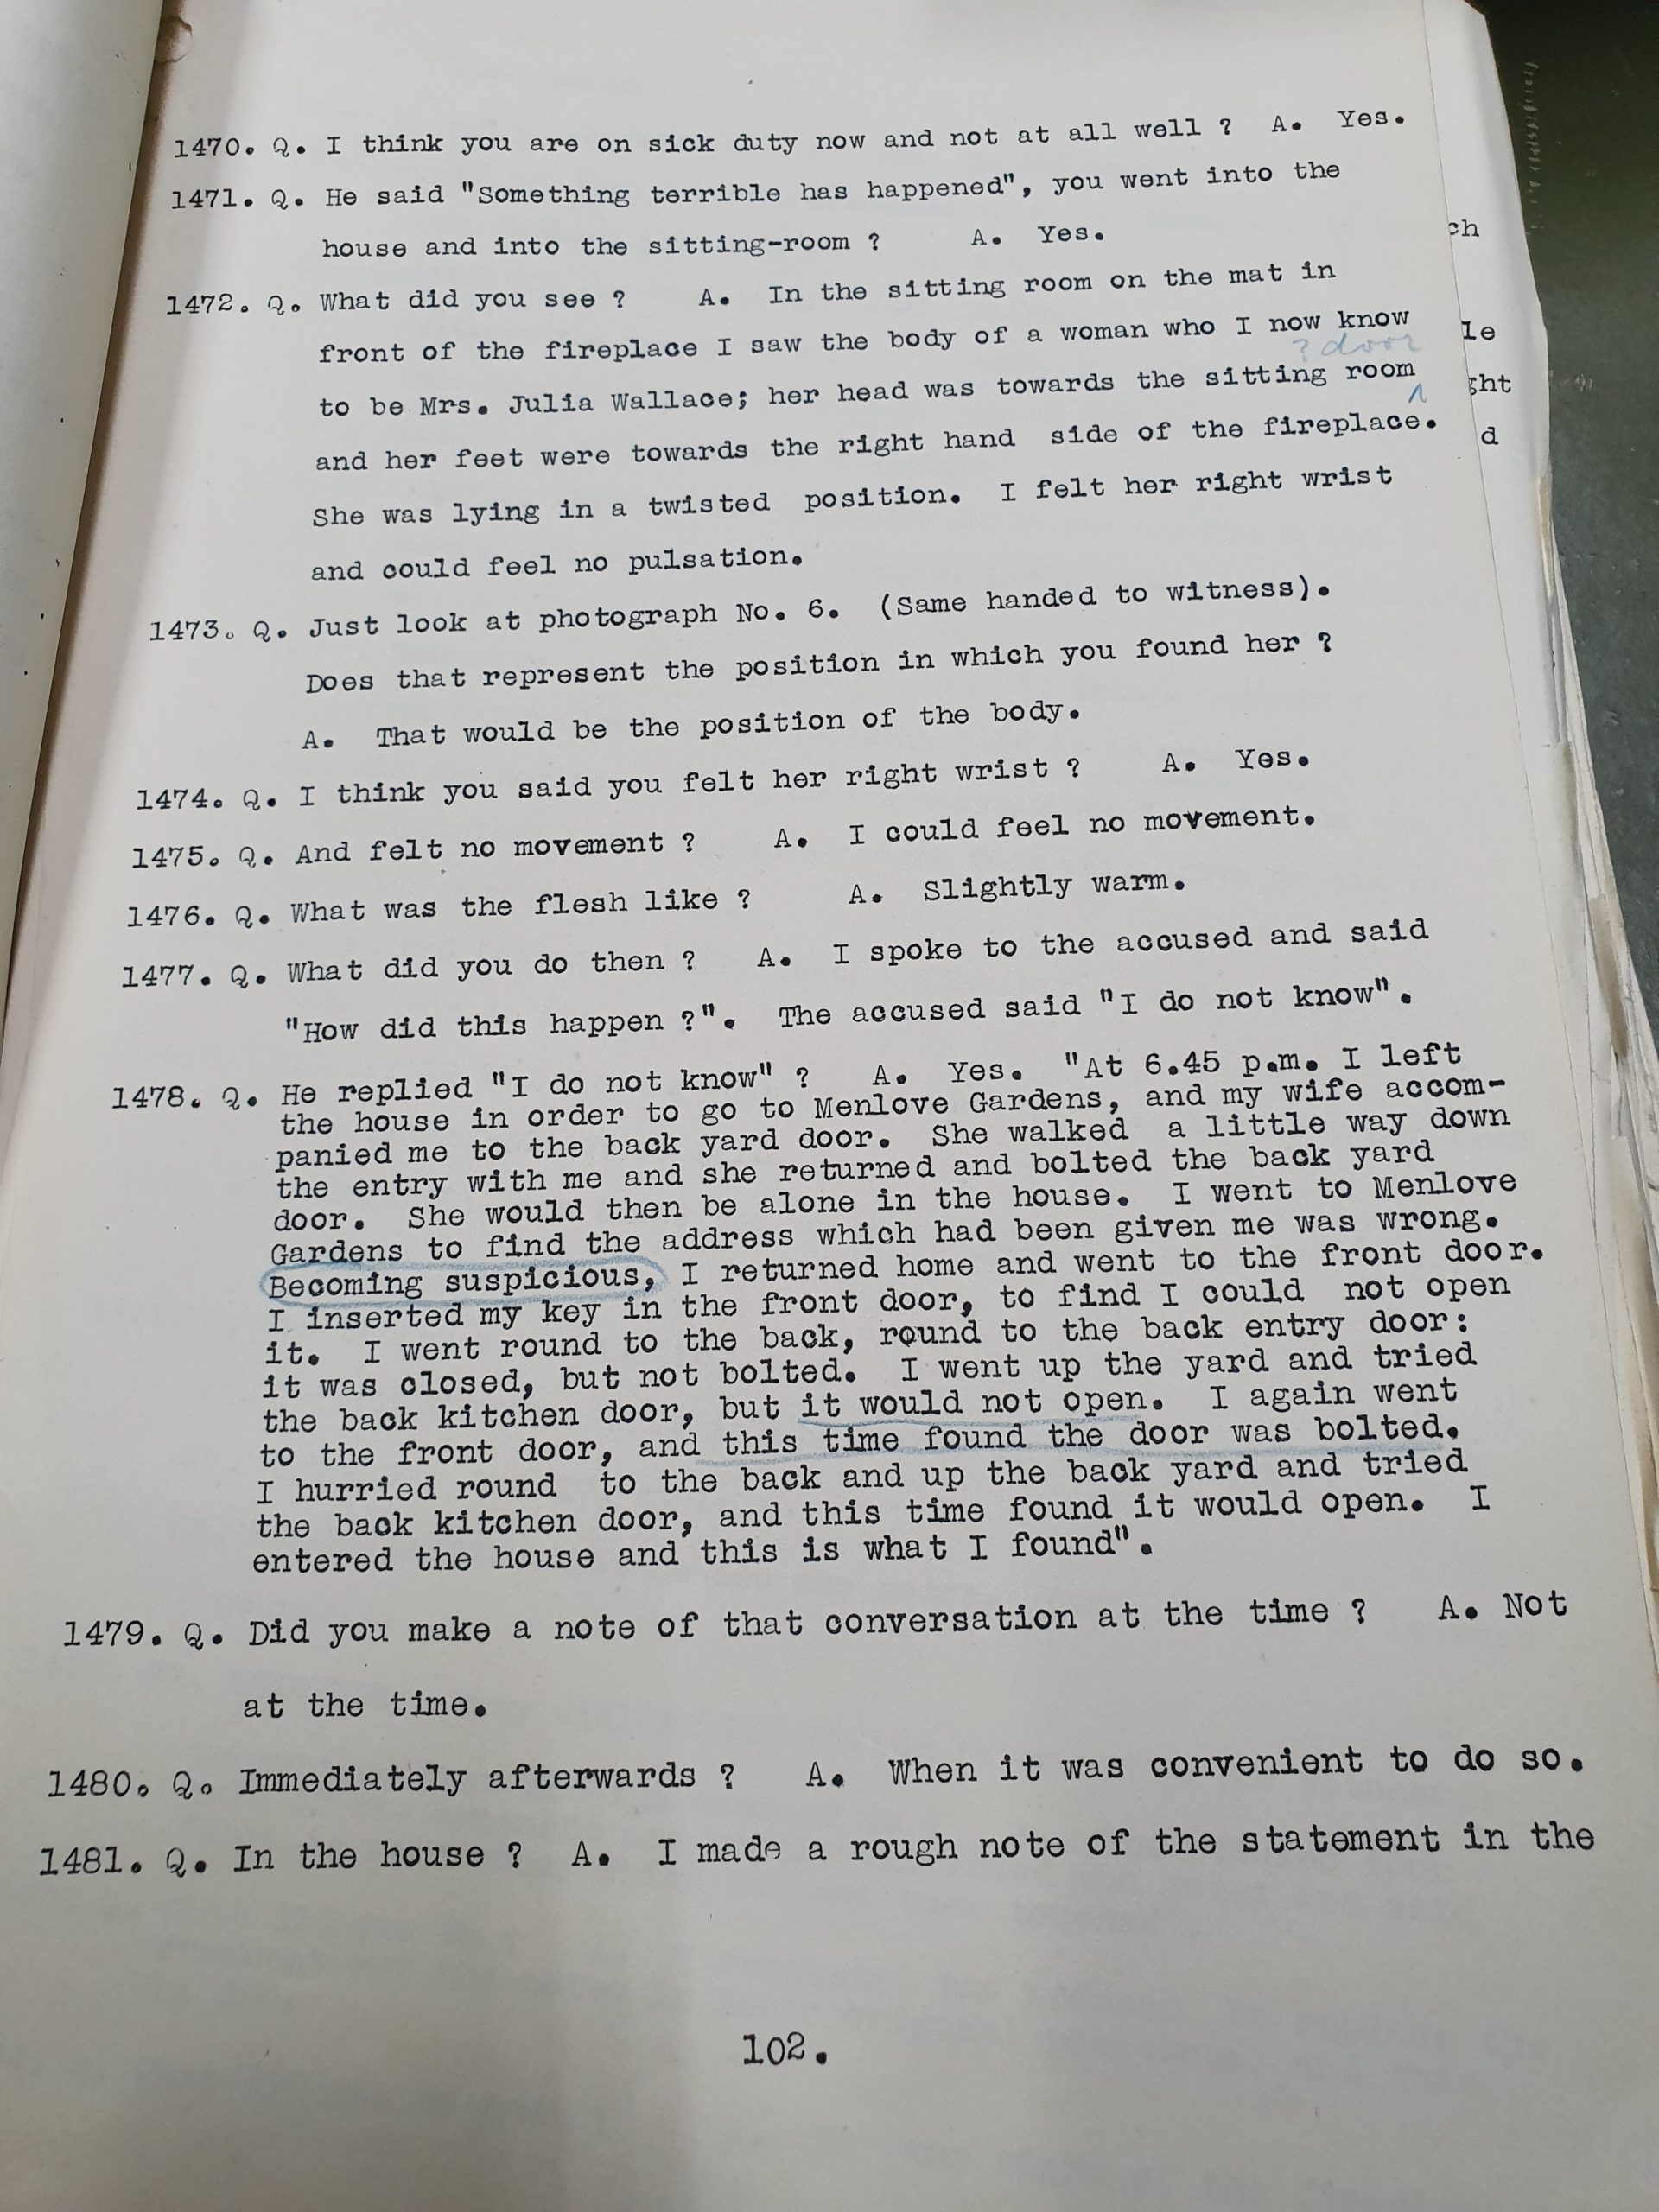 1470. Q. I think you are on sick duty now and not at all well ? A. Yes.
1471. Q. He said "Something terrible has happened", you went into the
house and into the sitting-room ? A. Yes.
1472. Q. What did you see ? A. In the sitting room on the mat in
front of the fireplace I saw the body of a woman who I now know
? door
to be Mrs. Julia Wallace; her head was towards the sitting room
and her feet were towards the right hand side of the fireplace.
She was lying in a twisted position. I felt her right wrist
and could feel no pulsation.
1473. Q. Just look at photograph No. 6. (Same handed to witness).
Does that represent the position in which you found her ?
A. That would be the position of the body.
1474. Q. I think you said you felt her right wrist ? A. Yes.
1475. Q. And felt no movement ? A. I could feel no movement.
1476. Q. What was the flesh like ? A. Slightly warm.
1477. Q. What did you do then ? A. I spoke to the accused and said
"How did this happen ?". The accused said "I do not know".
1478. Q. He replied "I do not know" ? A. Yes. "At 6.45 p.m. I left
the house in order to go to Menlove Gardens, and my wife accom-
panied me to the back yard door. She walked a little way down
the entry with me and she returned and bolted the back yard
door. She would then be alone in the house. I went to Menlove
Gardens to find the address which had been given me was wrong.
Becoming suspicious, I returned home and went to the front door.
I inserted my key in the front door, to find I could not open
it. I went round to the back, round to the back entry door:
it was closed, but not bolted. I went up the yard and tried
the back kitchen door, but it would not open. I again went
to the front door, and this time found the door was bolted.
I hurried round to the back and up the back yard and tried
the back kitchen door, and this time found it would open. I
entered the house and this is what I found".
1479. Q. Did you make a note of that conversation at the time ? A. Not
at the time.
1480. Q. Immediately afterwards ? A. When it was convenient to do so.
1481. Q. In the house ? A. I made a rough note of the statement in the
102.
ch
le
ght
d